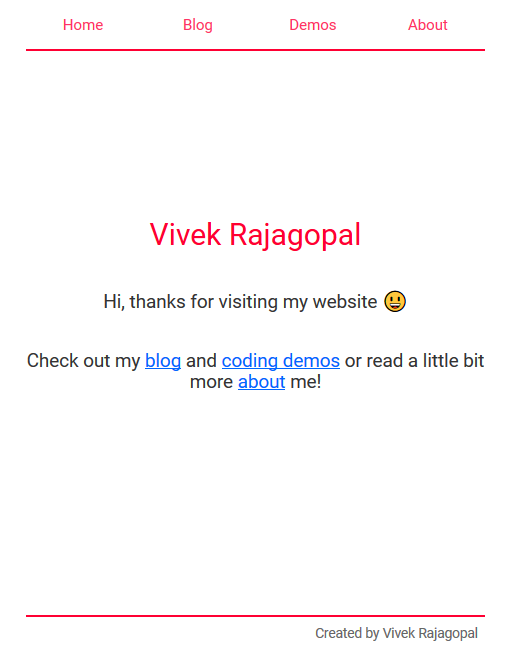 Home Blog Demos About
Vivek Rajagopal
Hi, thanks for visiting my website 😃
Check out my blog and coding demos or read a little bit
more about me!
Created by Vivek Rajagopal